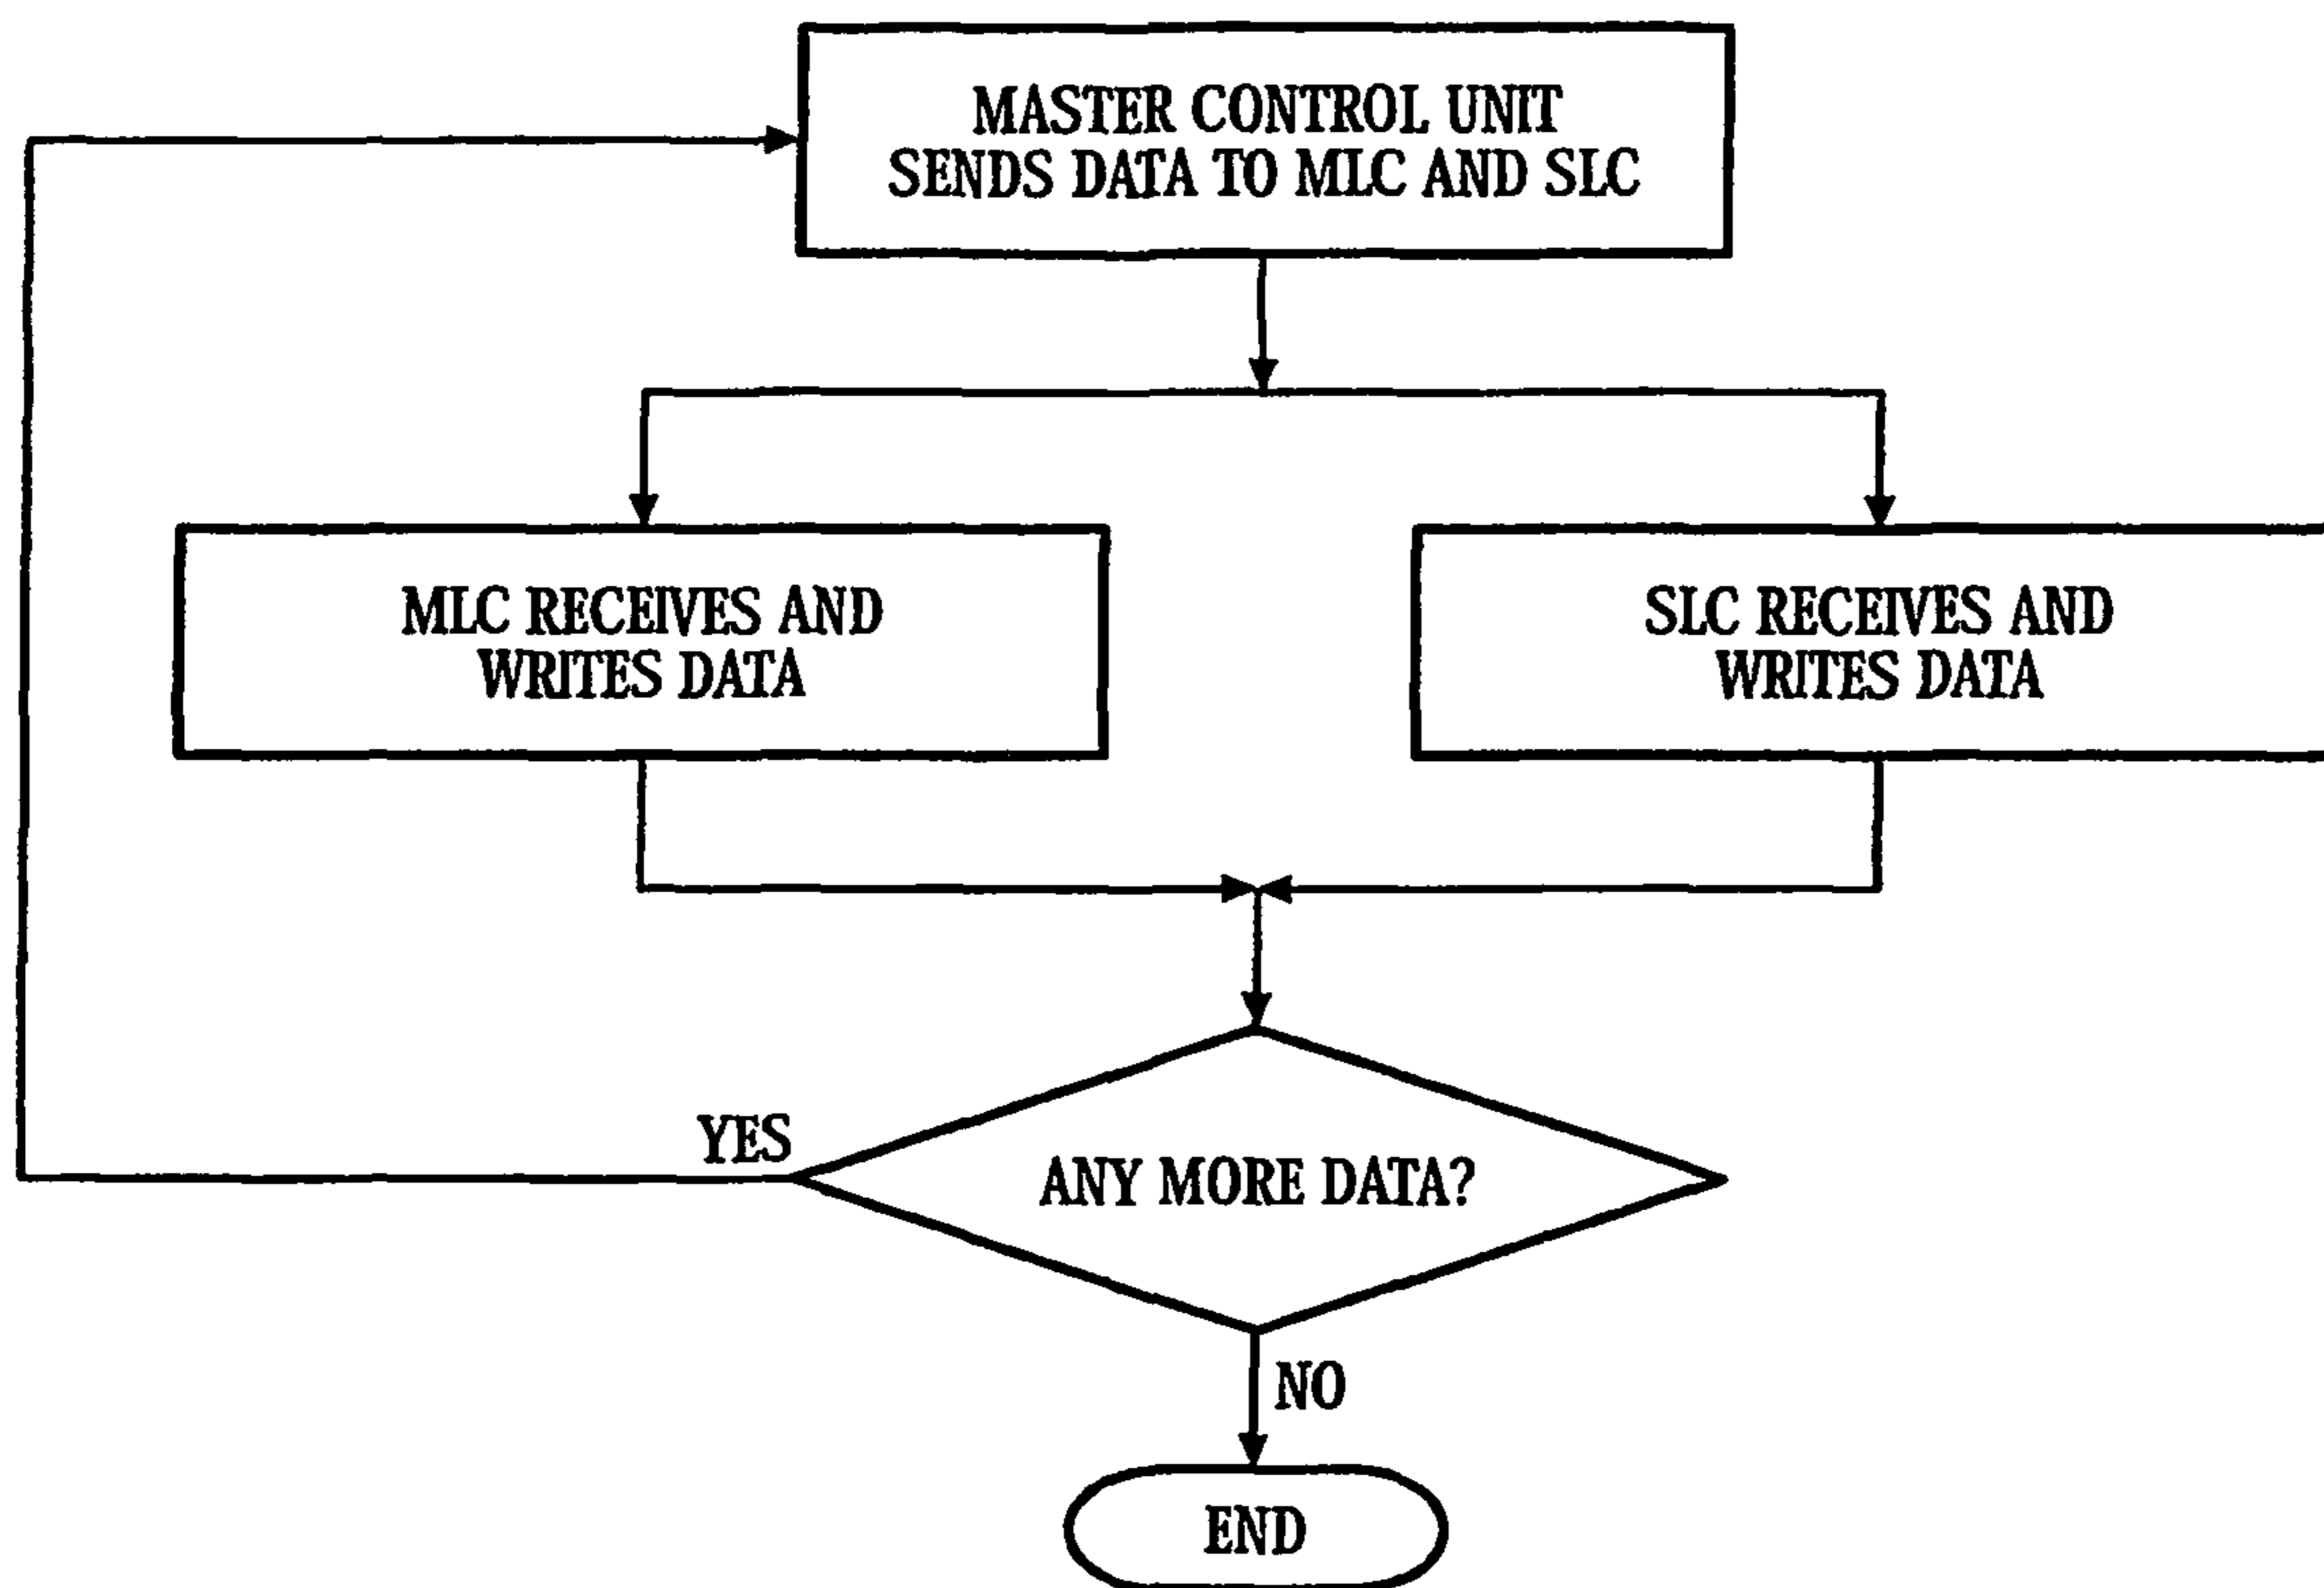 MASTER CONTROL UNIT
SENDS DATA TO MLC AND SLC
MLC RECEIVES AND
WRITES DATA
SLC RECEIVES AND
WRITES DATA
YES
ANY MORE DATA?
NO
END